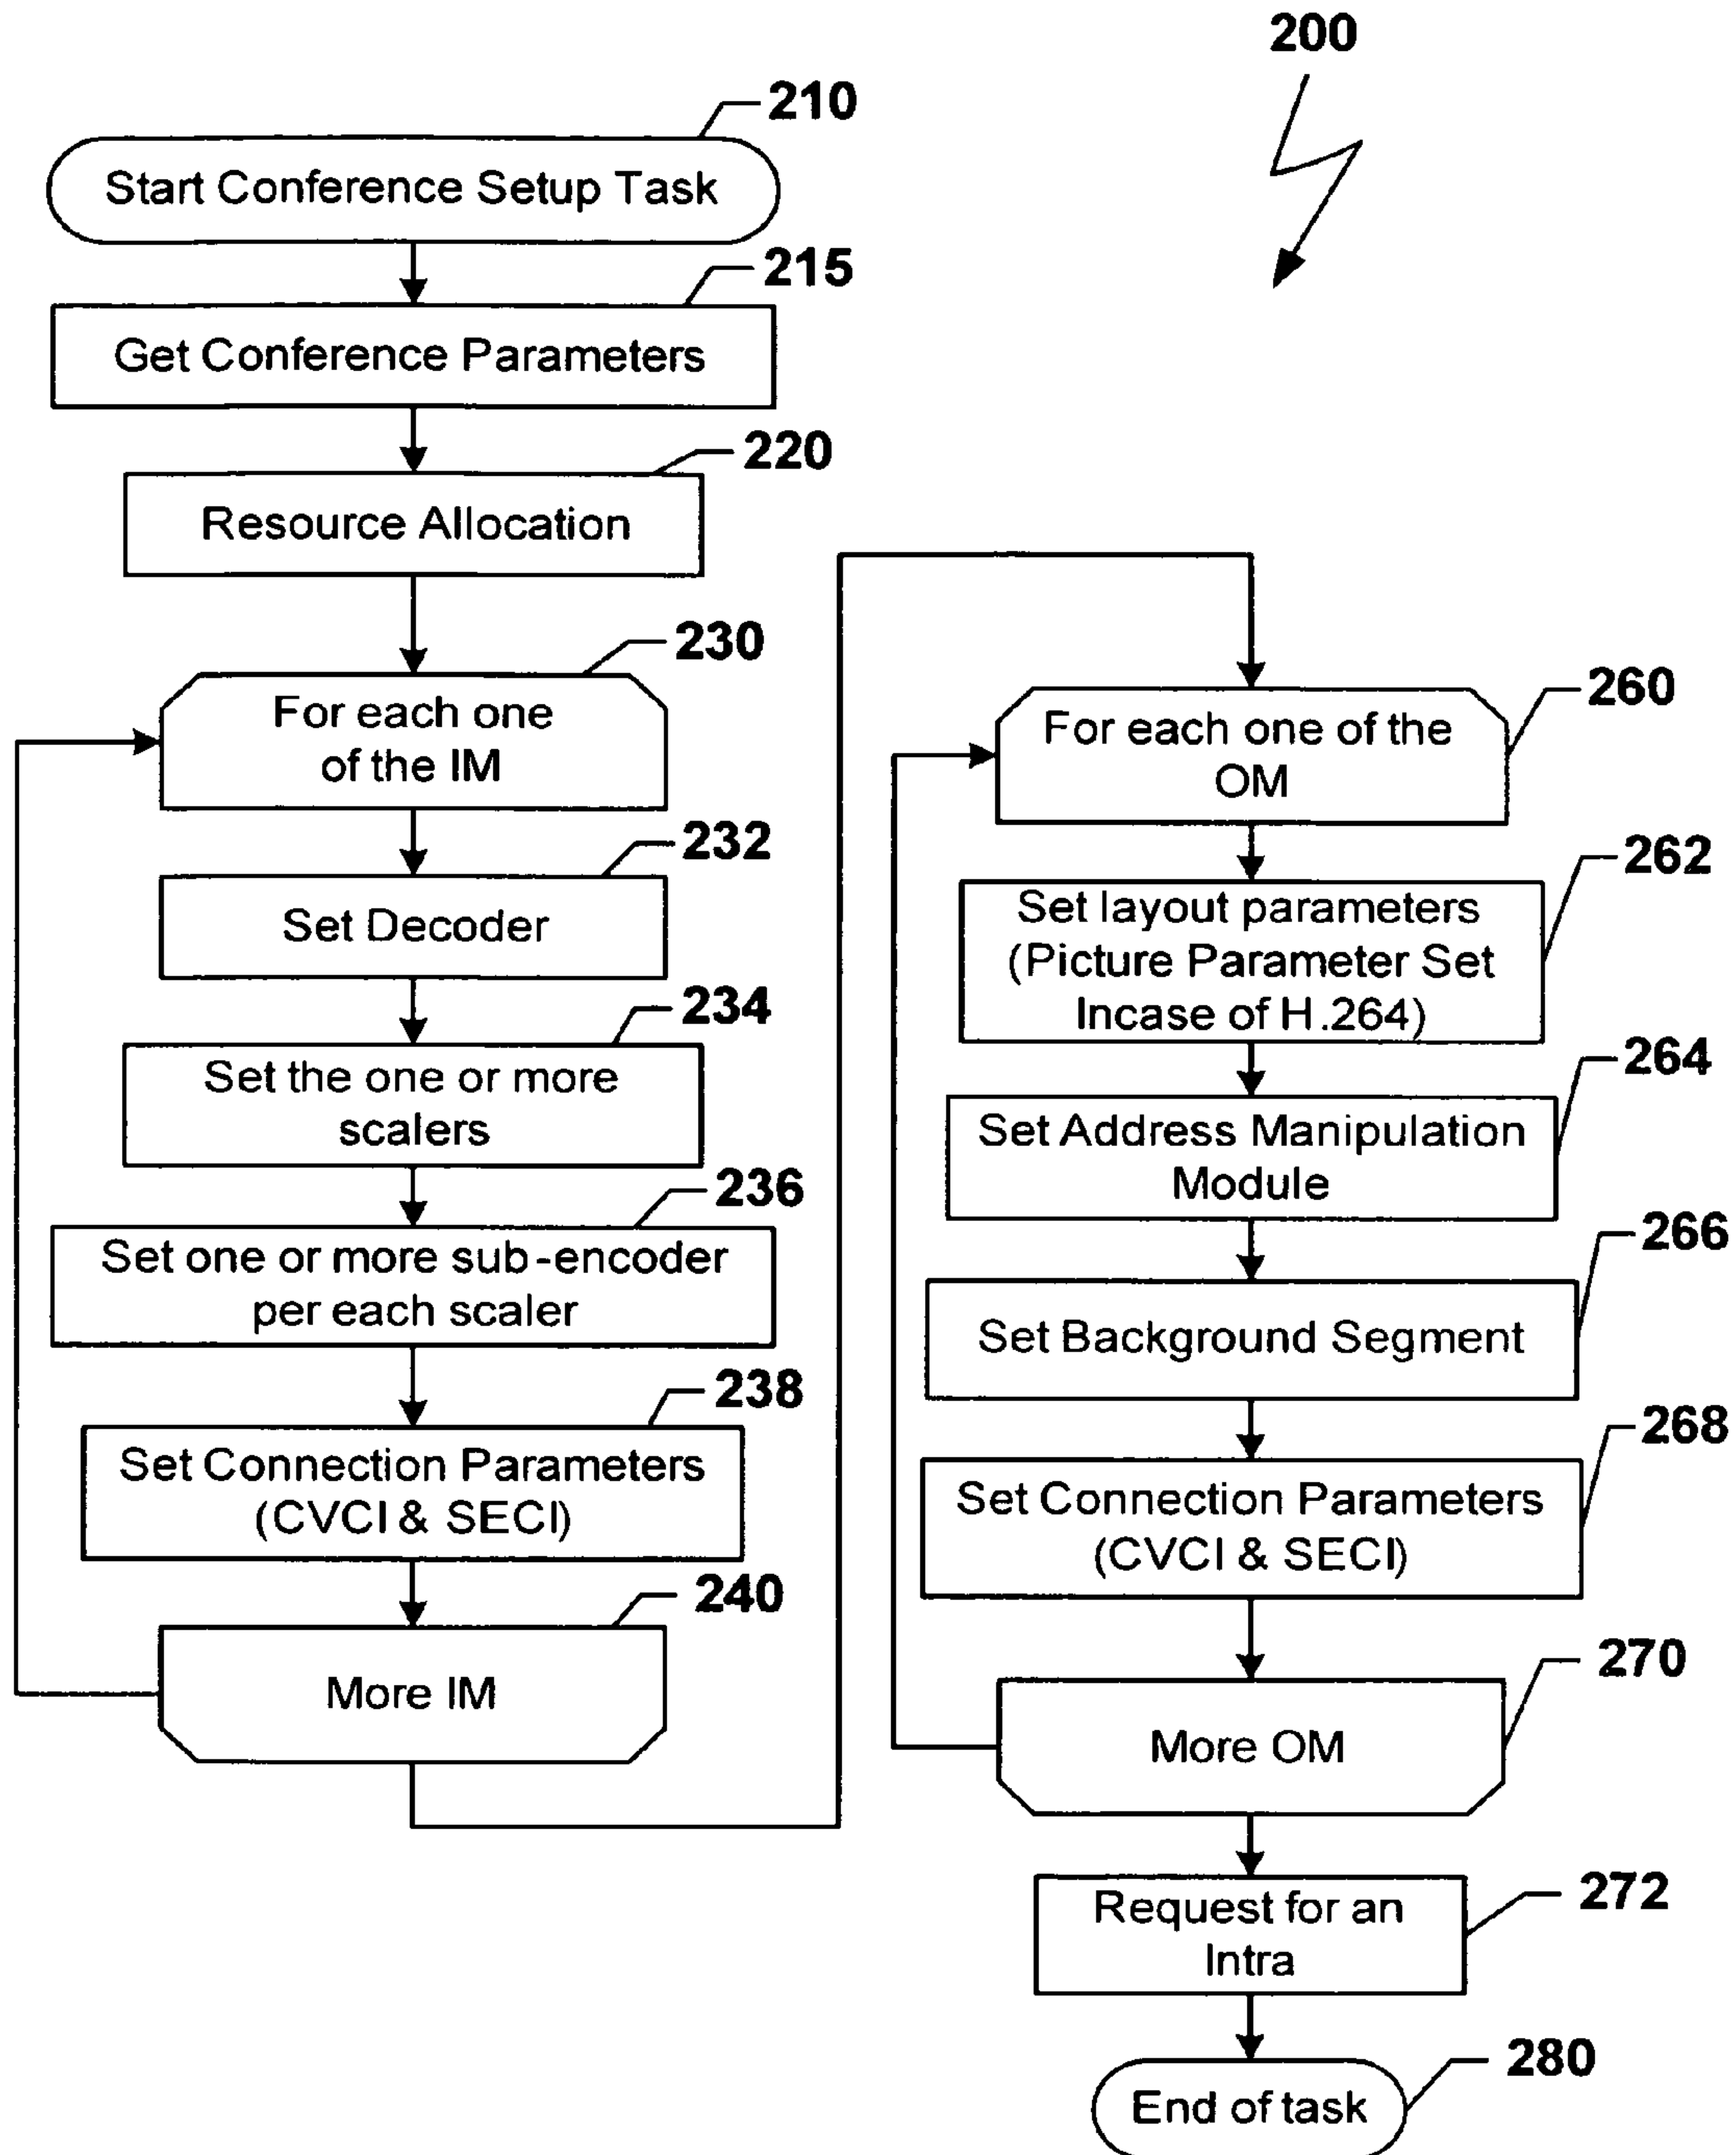 200
210
Start Conference Setup Task
215
Get Conference Parameters
220
Resource Allocation
230
For each one
of the IM
232
Set Decoder
234
Set the one or more
scalers
236
Set one or more sub-encoder
per each scaler
238
Set Connection Parameters
(CVCI & SECI)
240
More IM
260
For each one of the
OM
262
Set layout parameters
(Picture Parameter Set
Incase of H.264)
264
Set Address Manipulation
Module
266
Set Background Segment
268
Set Connection Parameters
(CVCI & SECI)
270
More OM
272
Request for an
Intra
280
End of task